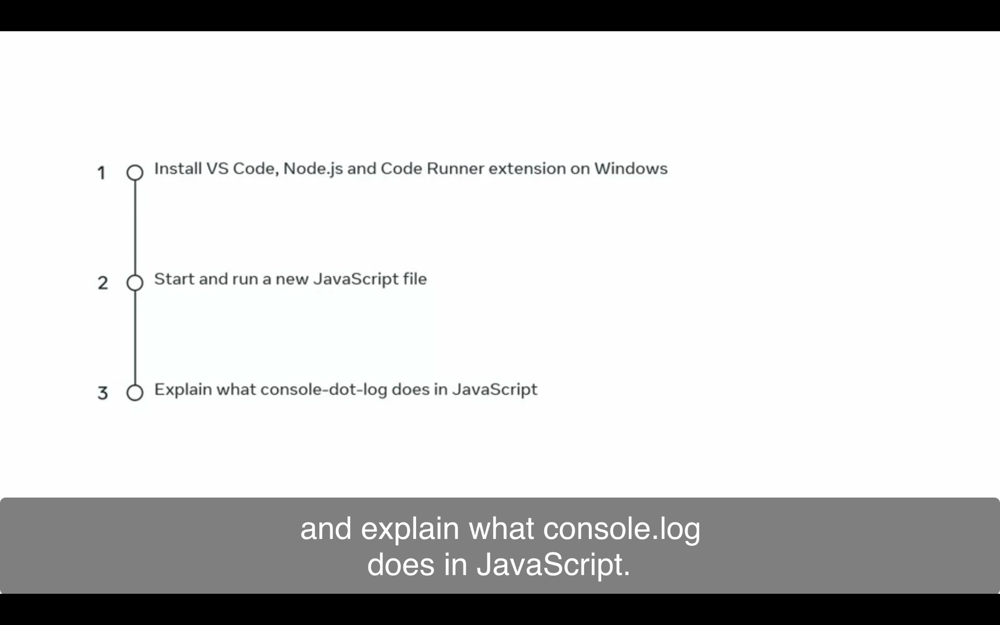 1 Install VS Code, Node.js and Code Runner extension on Windows
2 Start and run a new JavaScript file
3 Explain what console-dot-log does in JavaScript
and explain what console.log
does in JavaScript.